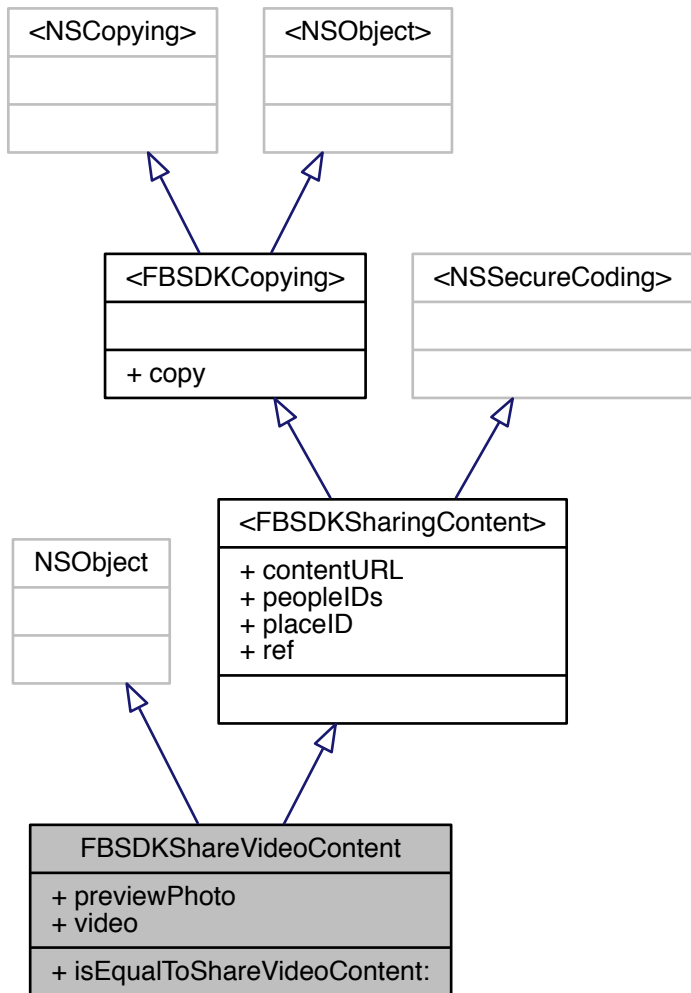 <NSCopying>
<NSObject>
<FBSDKCopying>
+ copy
<NSSecureCoding>
<FBSDKSharingContent>
+ contentURL
+ peopleIDs
+ placeID
+ ref
NSObject
FBSDKShareVideoContent
+ previewPhoto
+ video
+ isEqualToShareVideoContent: